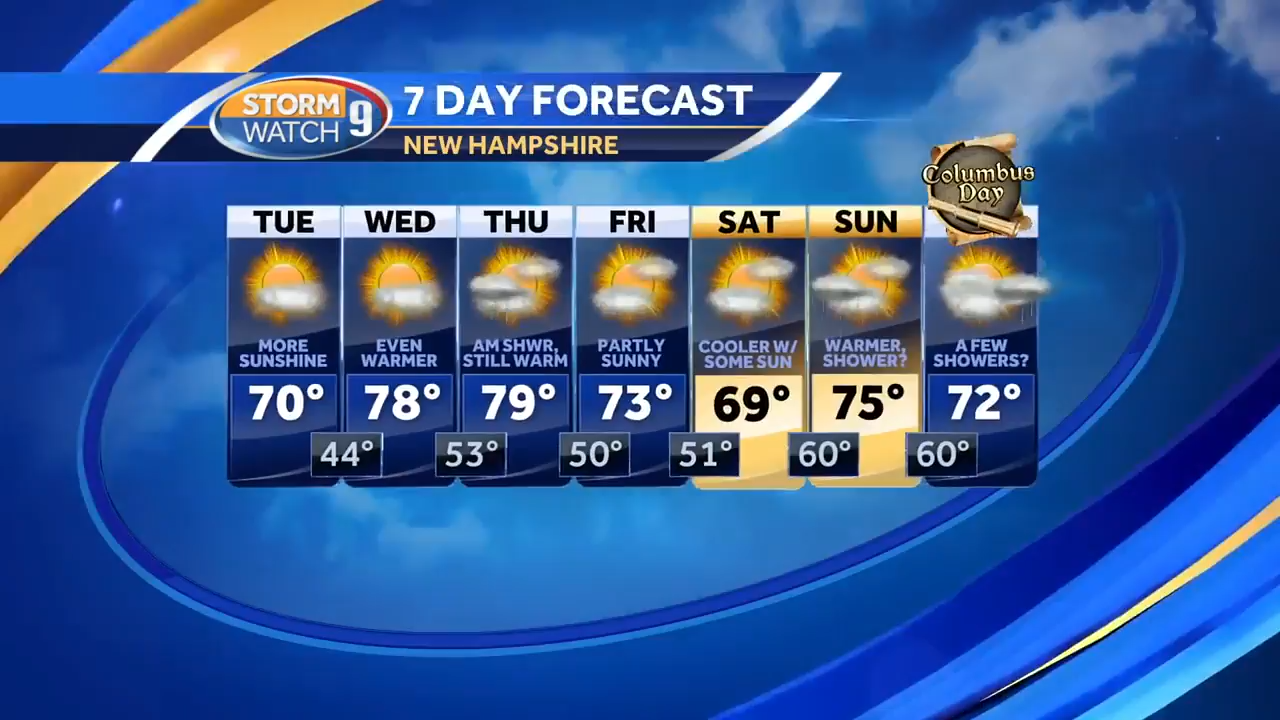 STORM
WATCH 9
7 DAY FORECAST
NEW HAMPSHIRE
Columbus
Day
TUE WED THU FRI SAT SUN
MORE
SUNSHINE
EVEN
WARMER
AM SHWR,
STILL WARM
PARTLY
SUNNY
COOLER W/
SOME SUN
WARMER,
SHOWER?
A FEW
SHOWERS?
70° 78° 79° 73° 69° 75° 72°
44° 53° 50° 51° 60° 60°